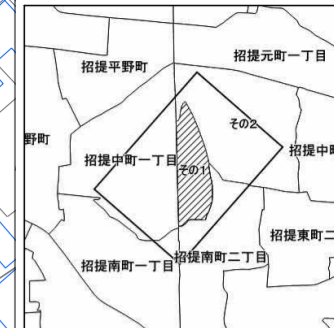 招提元町一丁目
招提平野町
その2
野町
招提中町一丁目
招提中町
その1
招提東町二
招提南町一丁目
招提南町二丁目